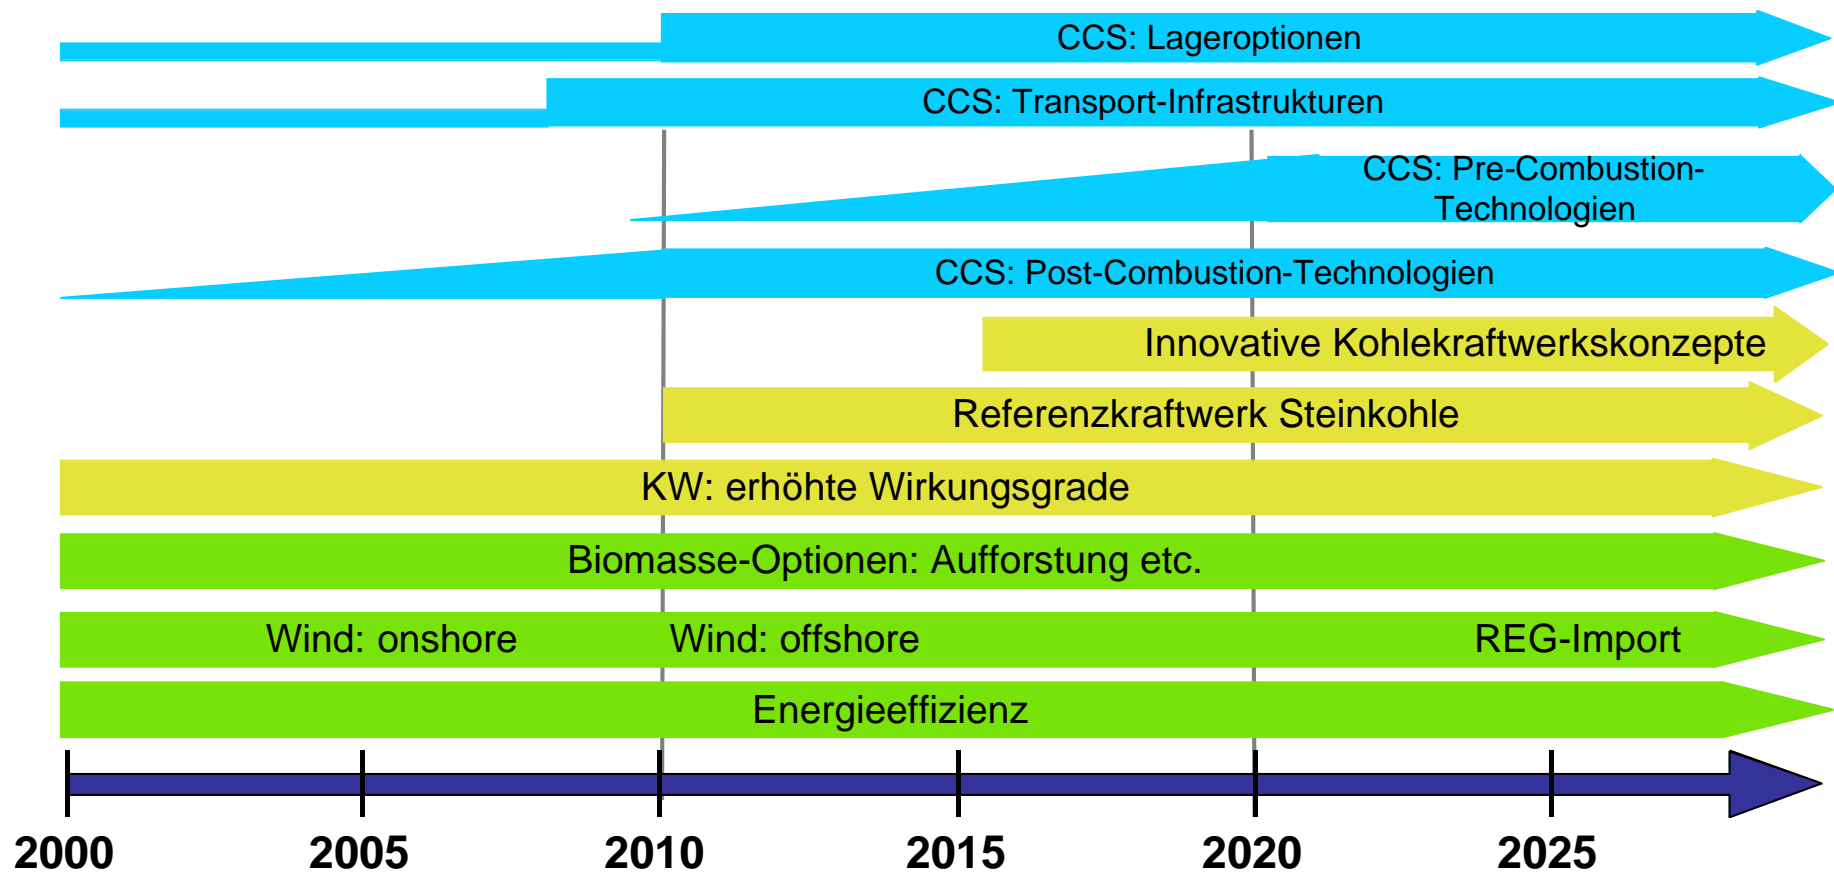 CCS: Lageroptionen
CCS: Transport-Infrastrukturen
CCS: Pre-Combustion-
Technologien
CCS: Post-Combustion-Technologien
Innovative Kohlekraftwerkskonzepte
Referenzkraftwerk Steinkohle
KW: erhöhte Wirkungsgrade
Biomasse-Optionen: Aufforstung etc.
Wind: onshore Wind: offshore REG-Import
Energieeffizienz
2000 2005 2010 2015 2020 2025